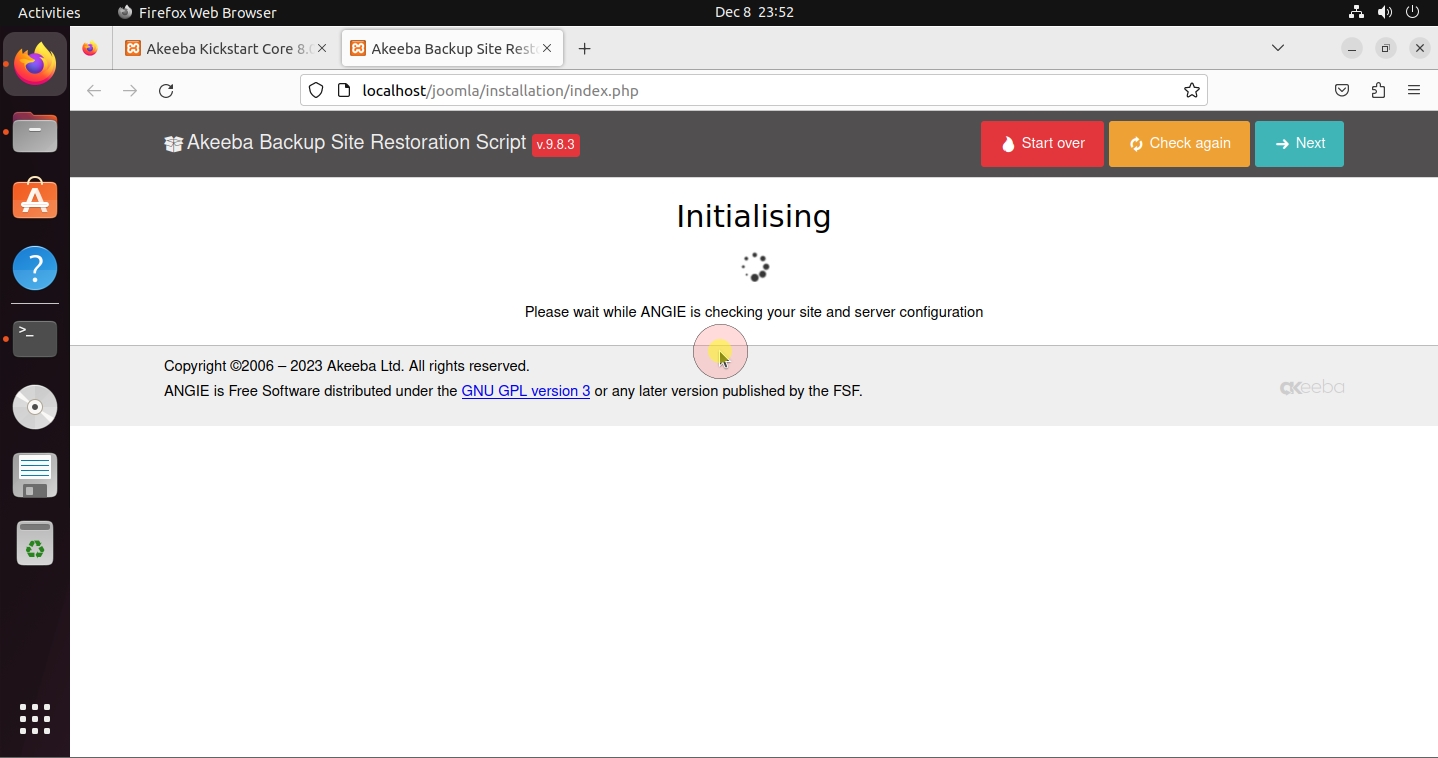 Activities Firefox Web Browser Dec 8 23:52
Akeeba Kickstart Core 8.0 Akeeba Backup Site Rest
localhost/joomla/installation/index.php
Akeeba Backup Site Restoration Script v.9.8.3 Start over Check again Next
Initialising
Please wait while ANGIE is checking your site and server configuration
Copyright ©2006 – 2023 Akeeba Ltd. All rights reserved.
ANGIE is Free Software distributed under the GNU GPL version 3 or any later version published by the FSF.
akeeba